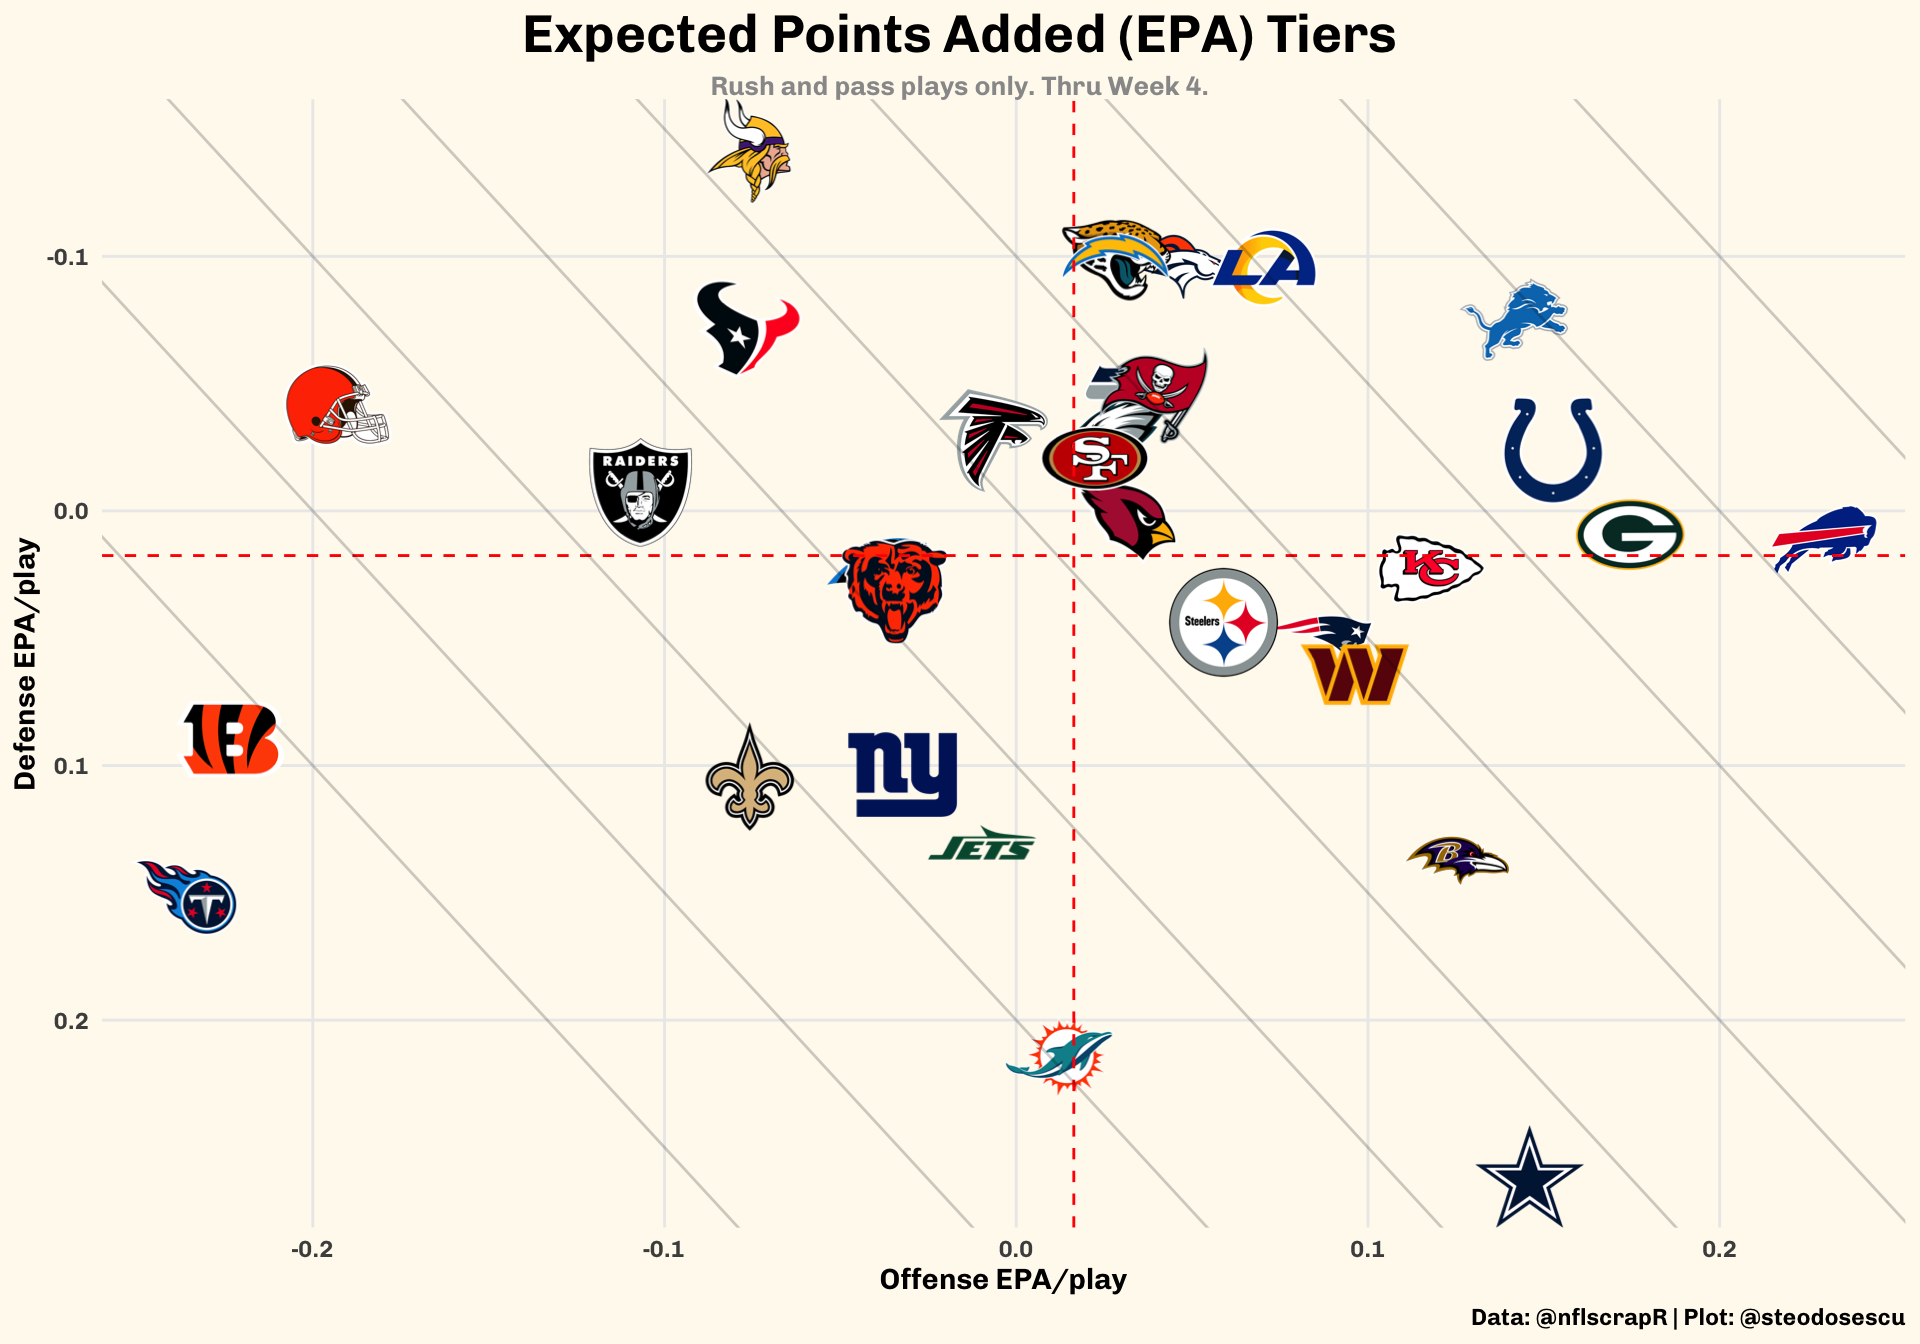 Expected Points Added (EPA) Tiers
Rush and pass plays only. Thru Week 4.
-0.1
0.0
0.1
0.2
Defense EPA/play
LA
RAIDERS
SF
G
KC
Steelers
W
B
ny
JETS
B
T
-0.2
-0.1
0.0
0.1
0.2
Offense EPA/play
Data: @nflscrapR | Plot: @steodosescu